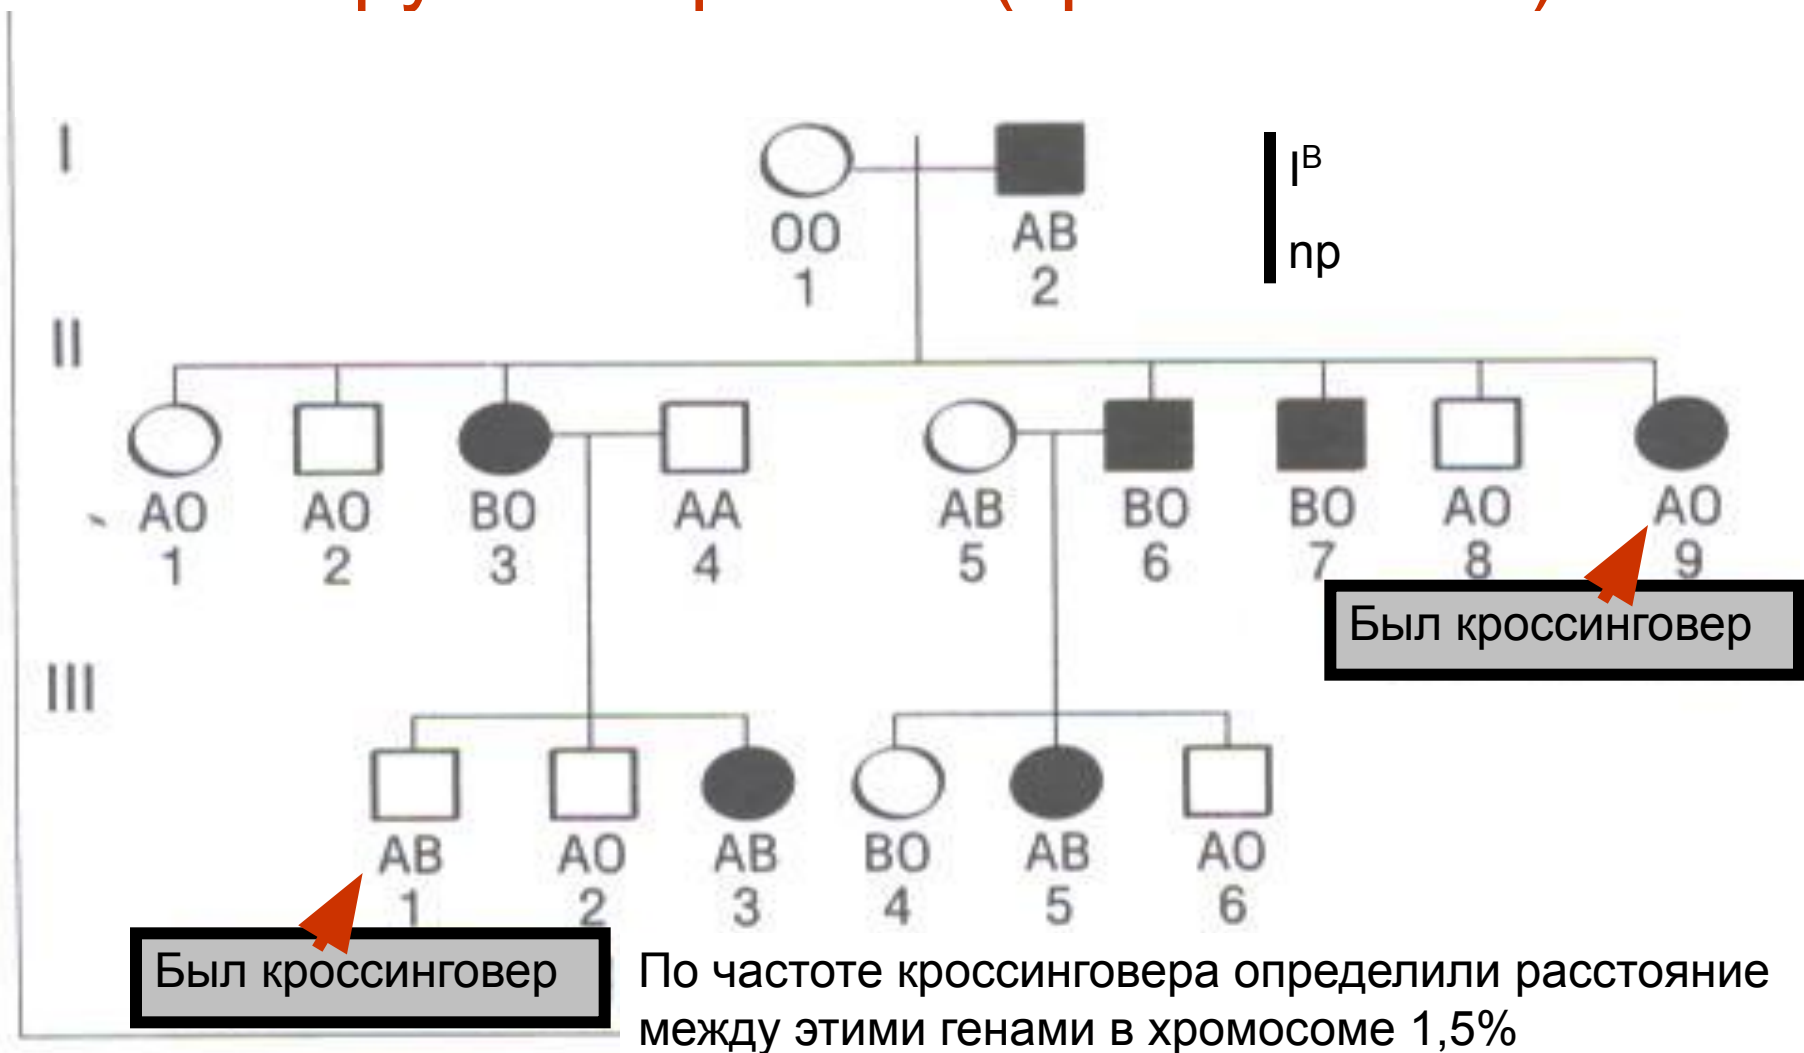 I
I^B
OO AB
np
1 2
II
AO AO BO AA AB BO BO AO AO
1 2 3 4 5 6 7 8 9
Был кроссинговер
III
AB AO AB BO AB AO
1 2 3 4 5 6
Был кроссинговер
По частоте кроссинговера определили расстояние
между этими генами в хромосоме 1,5%